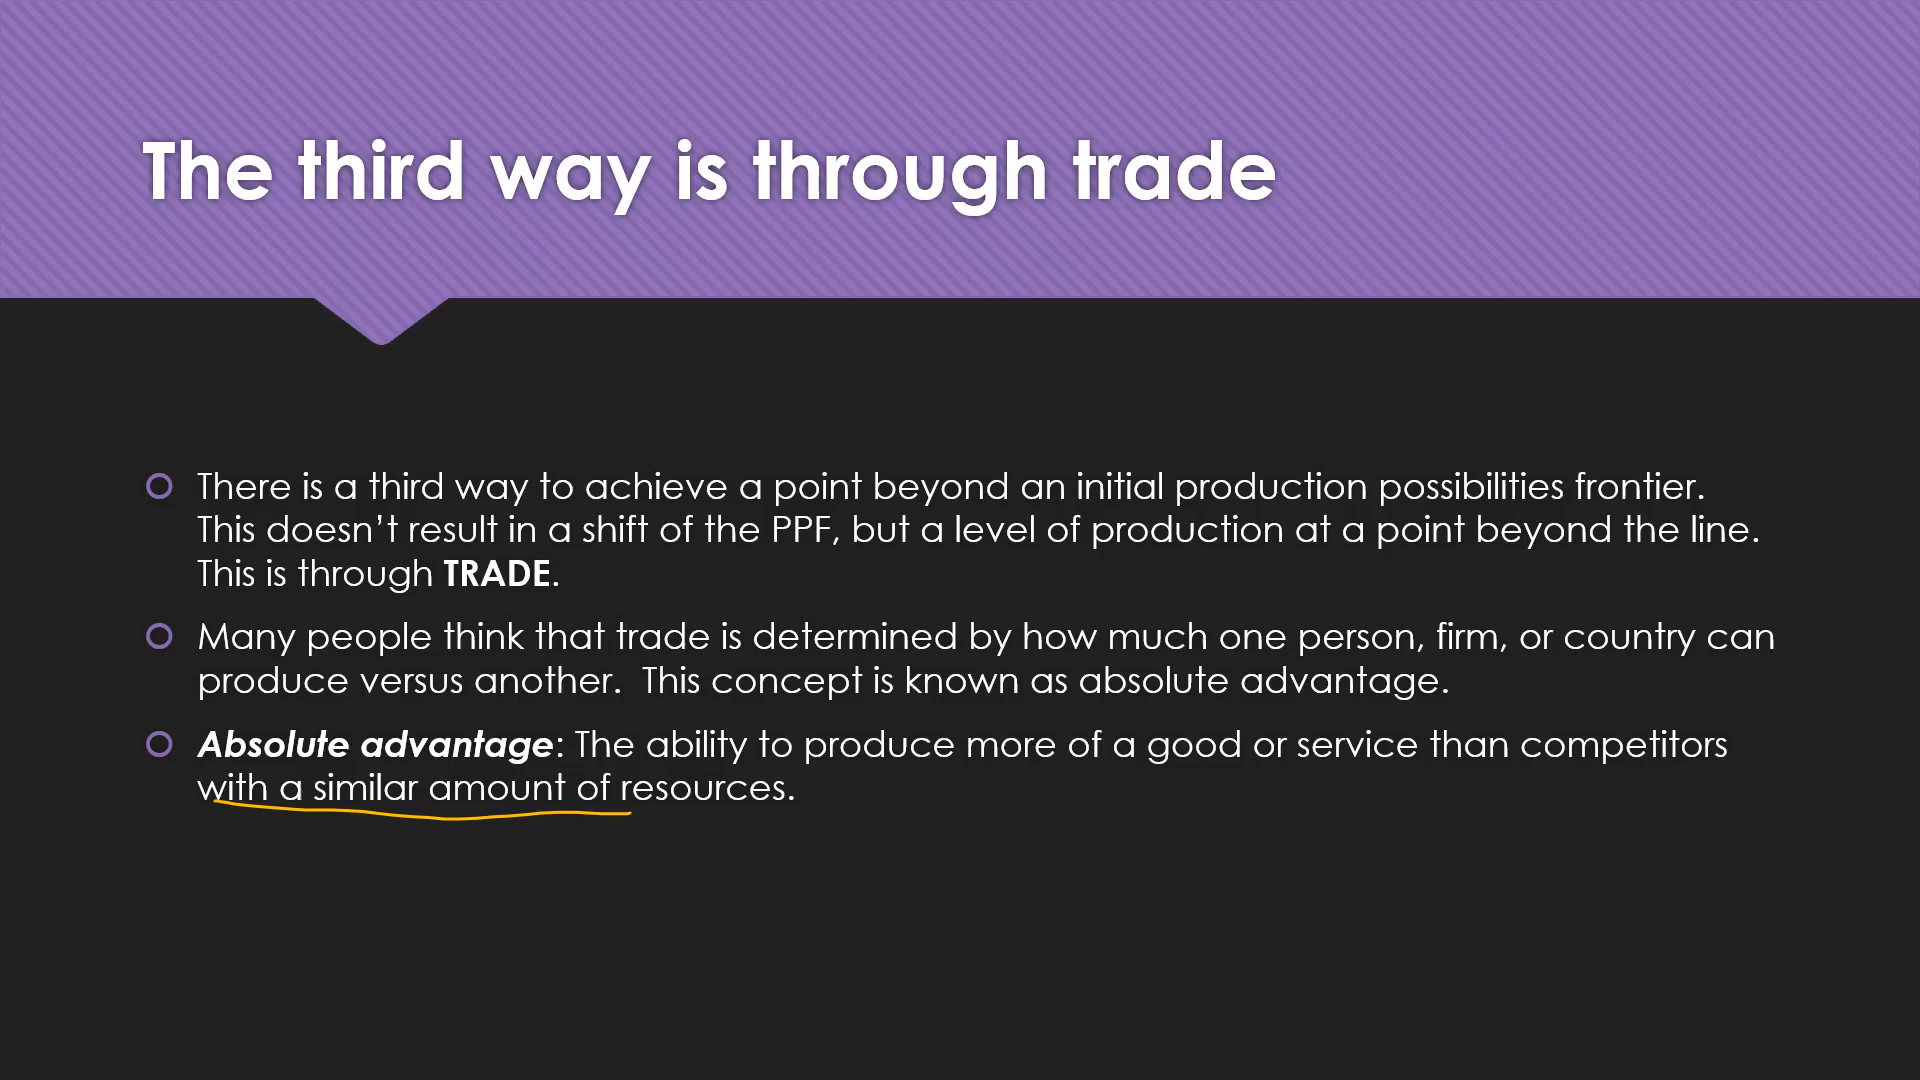 The third way is through trade
There is a third way to achieve a point beyond an initial production possibilities frontier.
This doesn’t result in a shift of the PPF, but a level of production at a point beyond the line.
This is through TRADE.
Many people think that trade is determined by how much one person, firm, or country can
produce versus another.  This concept is known as absolute advantage.
Absolute advantage: The ability to produce more of a good or service than competitors
with a similar amount of resources.